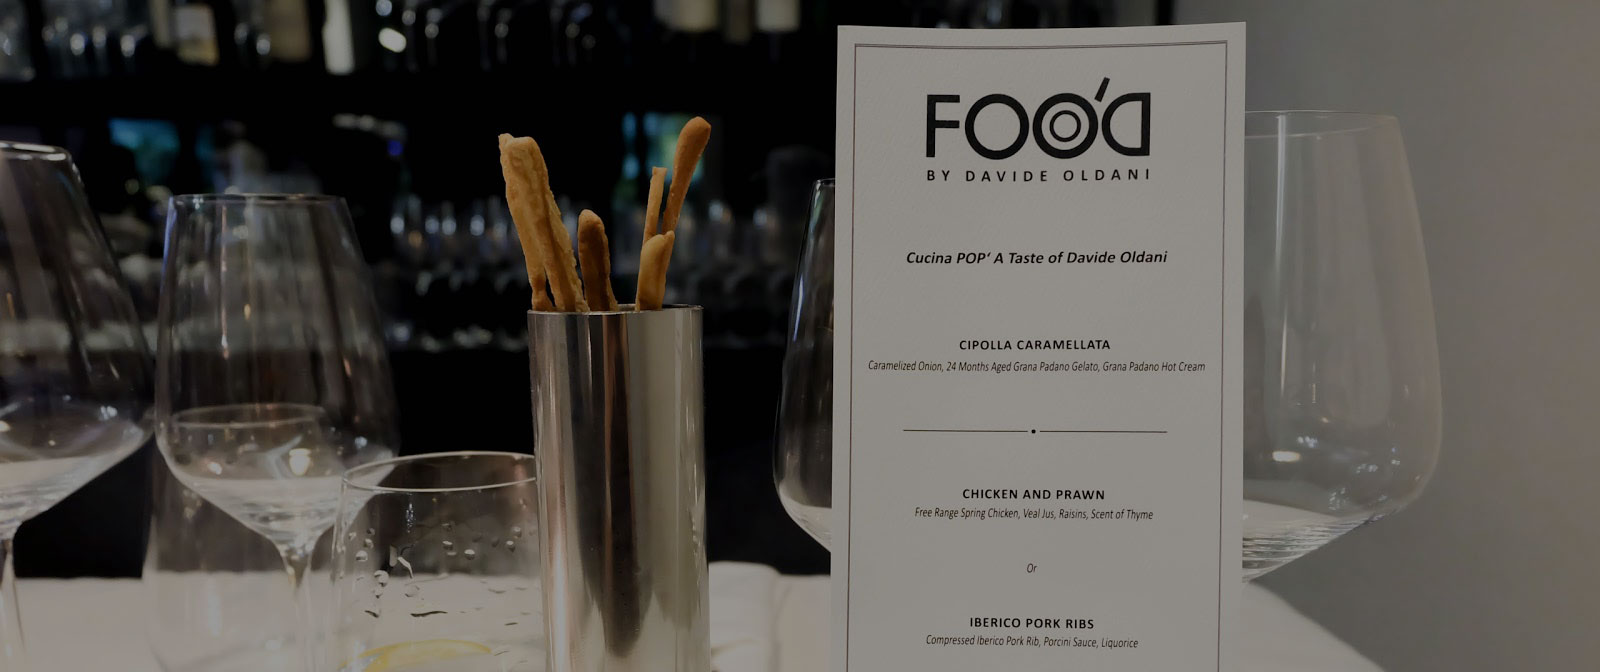 FOO'D
BY DAVIDE OLDANI
Cucina POP‘ A Taste of Davide Oldani
CIPOLLA CARAMELLATA
Caramelized Onion, 24 Months Aged Grana Padano Gelato, Grana Padano Hot Cream
CHICKEN AND PRAWN
Free Range Spring Chicken, Veal Jus, Raisins, Scent of Thyme
Or
IBERICO PORK RIBS
Compressed Iberico Pork Rib, Porcini Sauce, Liquorice